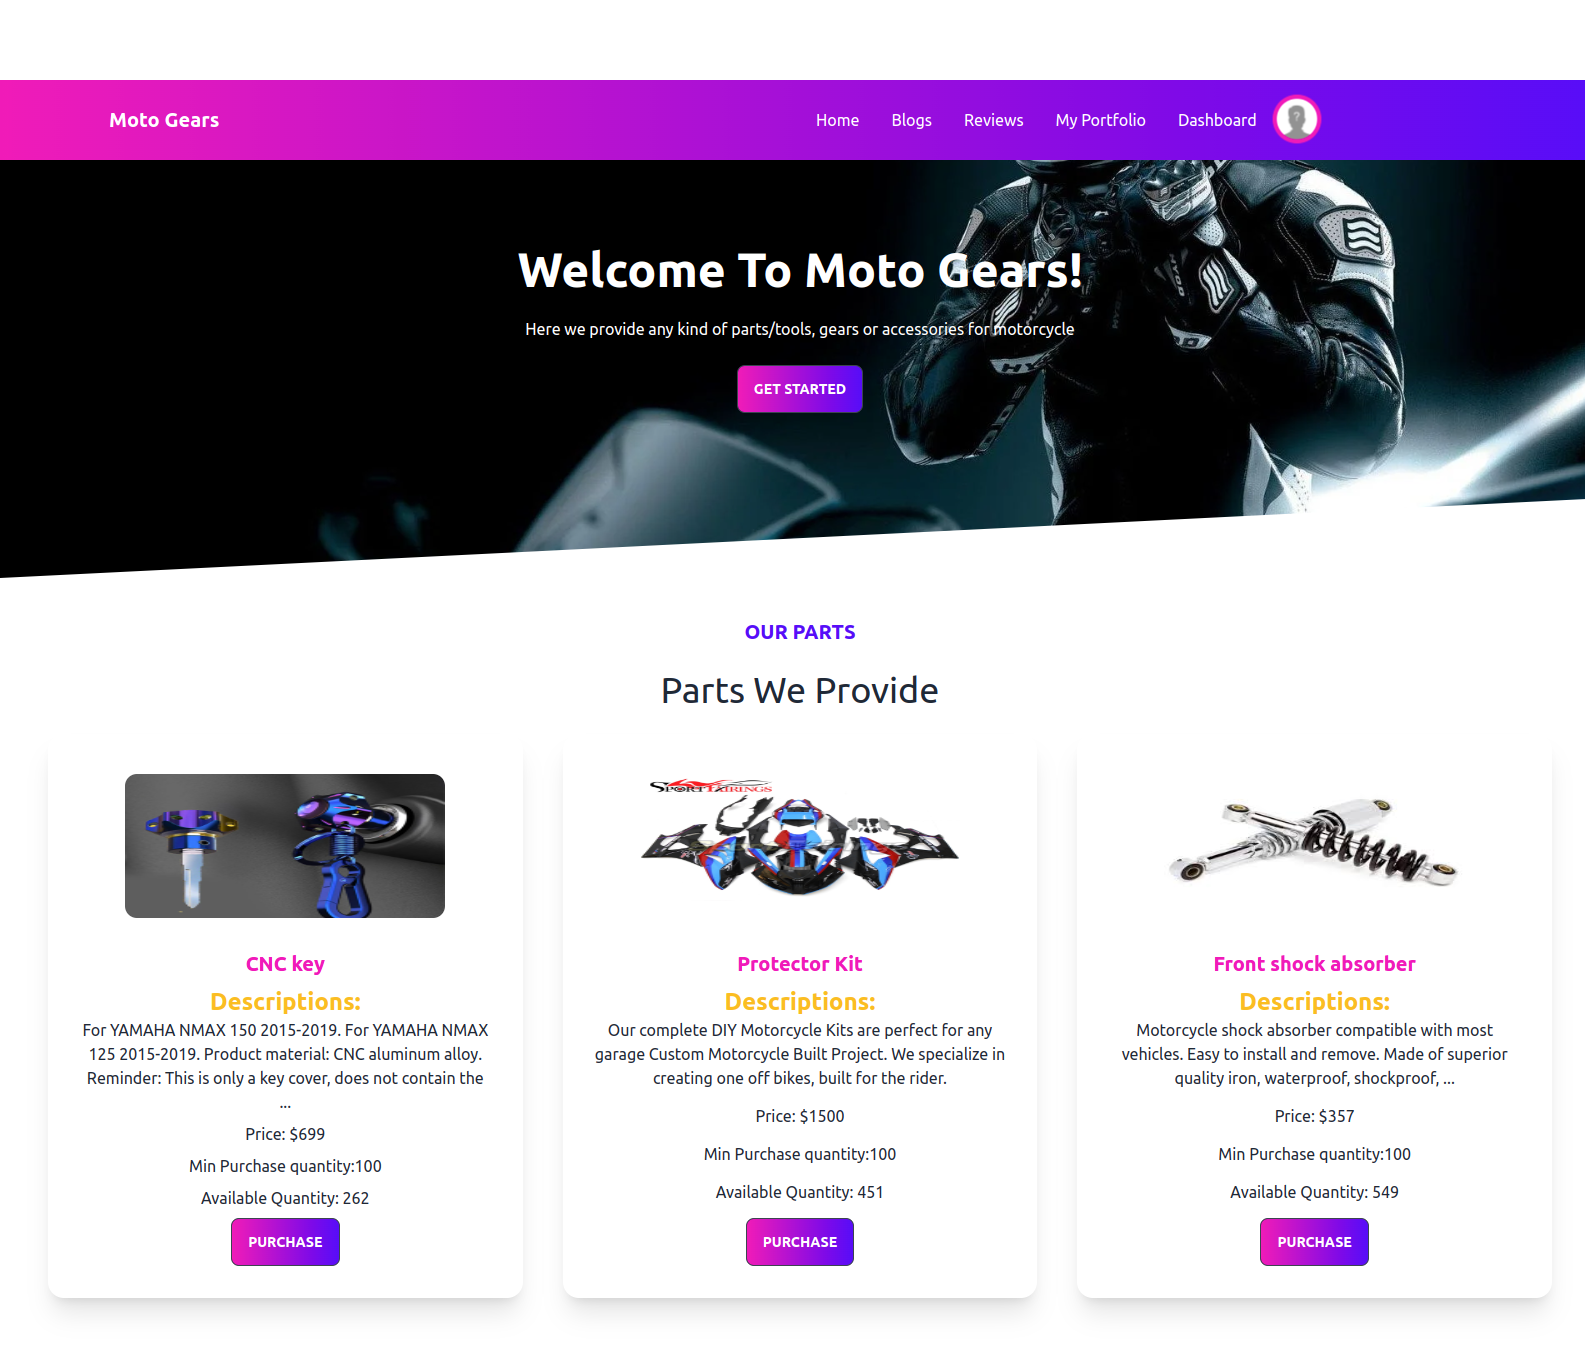 Moto Gears
Home
Blogs
Reviews
My Portfolio
Dashboard
Welcome To Moto Gears!
Here we provide any kind of parts/tools, gears or accessories for motorcycle
GET STARTED
OUR PARTS
Parts We Provide
CNC key
Descriptions:
For YAMAHA NMAX 150 2015-2019. For YAMAHA NMAX
125 2015-2019. Product material: CNC aluminum alloy.
Reminder: This is only a key cover, does not contain the
...
Price: $699
Min Purchase quantity:100
Available Quantity: 262
PURCHASE
SPORTFAIRINGS
Protector Kit
Descriptions:
Our complete DIY Motorcycle Kits are perfect for any
garage Custom Motorcycle Built Project. We specialize in
creating one off bikes, built for the rider.
Price: $1500
Min Purchase quantity:100
Available Quantity: 451
PURCHASE
Front shock absorber
Descriptions:
Motorcycle shock absorber compatible with most
vehicles. Easy to install and remove. Made of superior
quality iron, waterproof, shockproof, ...
Price: $357
Min Purchase quantity:100
Available Quantity: 549
PURCHASE